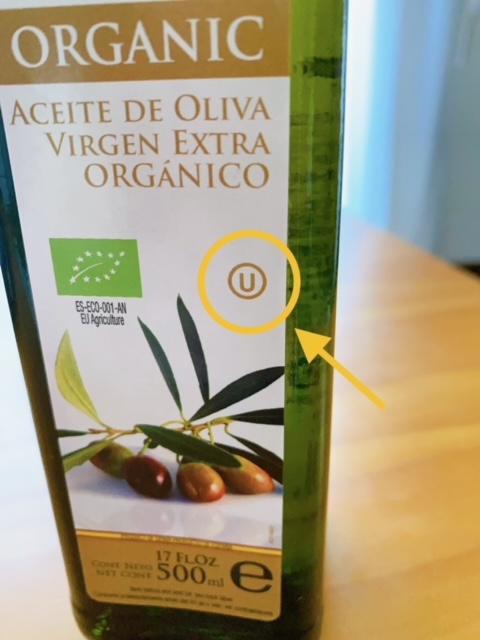 ORGANIC
ACEITE DE OLIVA
VIRGEN EXTRA
ORGÁNICO
U
ES-ECO-001-AN
EU Agriculture
17 FL.OZ
CONT. NETO
NET CONT 500ml e